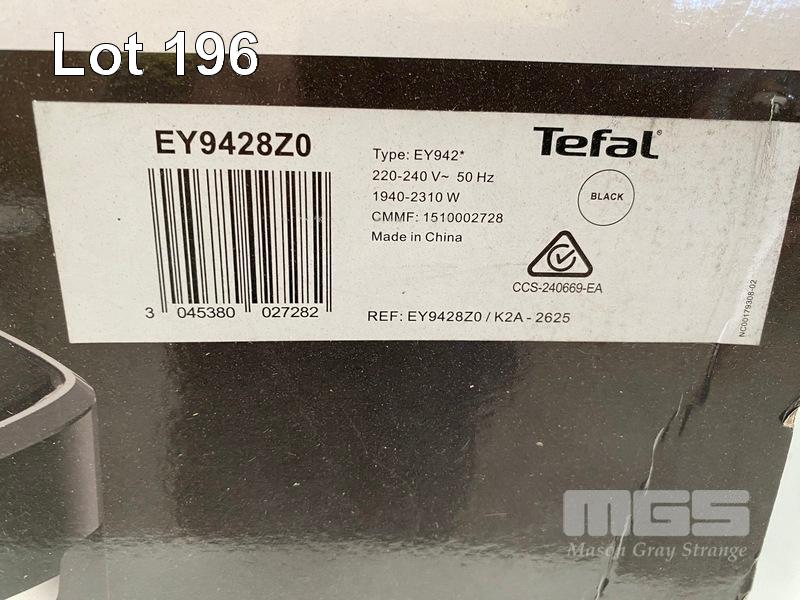 Lot 196
EY9428Z0
3 045380 027282
Type: EY942*
220-240 V~ 50 Hz
1940-2310 W
CMMF: 1510002728
Made in China
REF: EY9428Z0 / K2A - 2625
Tefal®
BLACK
CCS-240669-EA
NC00179308-02
MGS
Mason Gray Strange